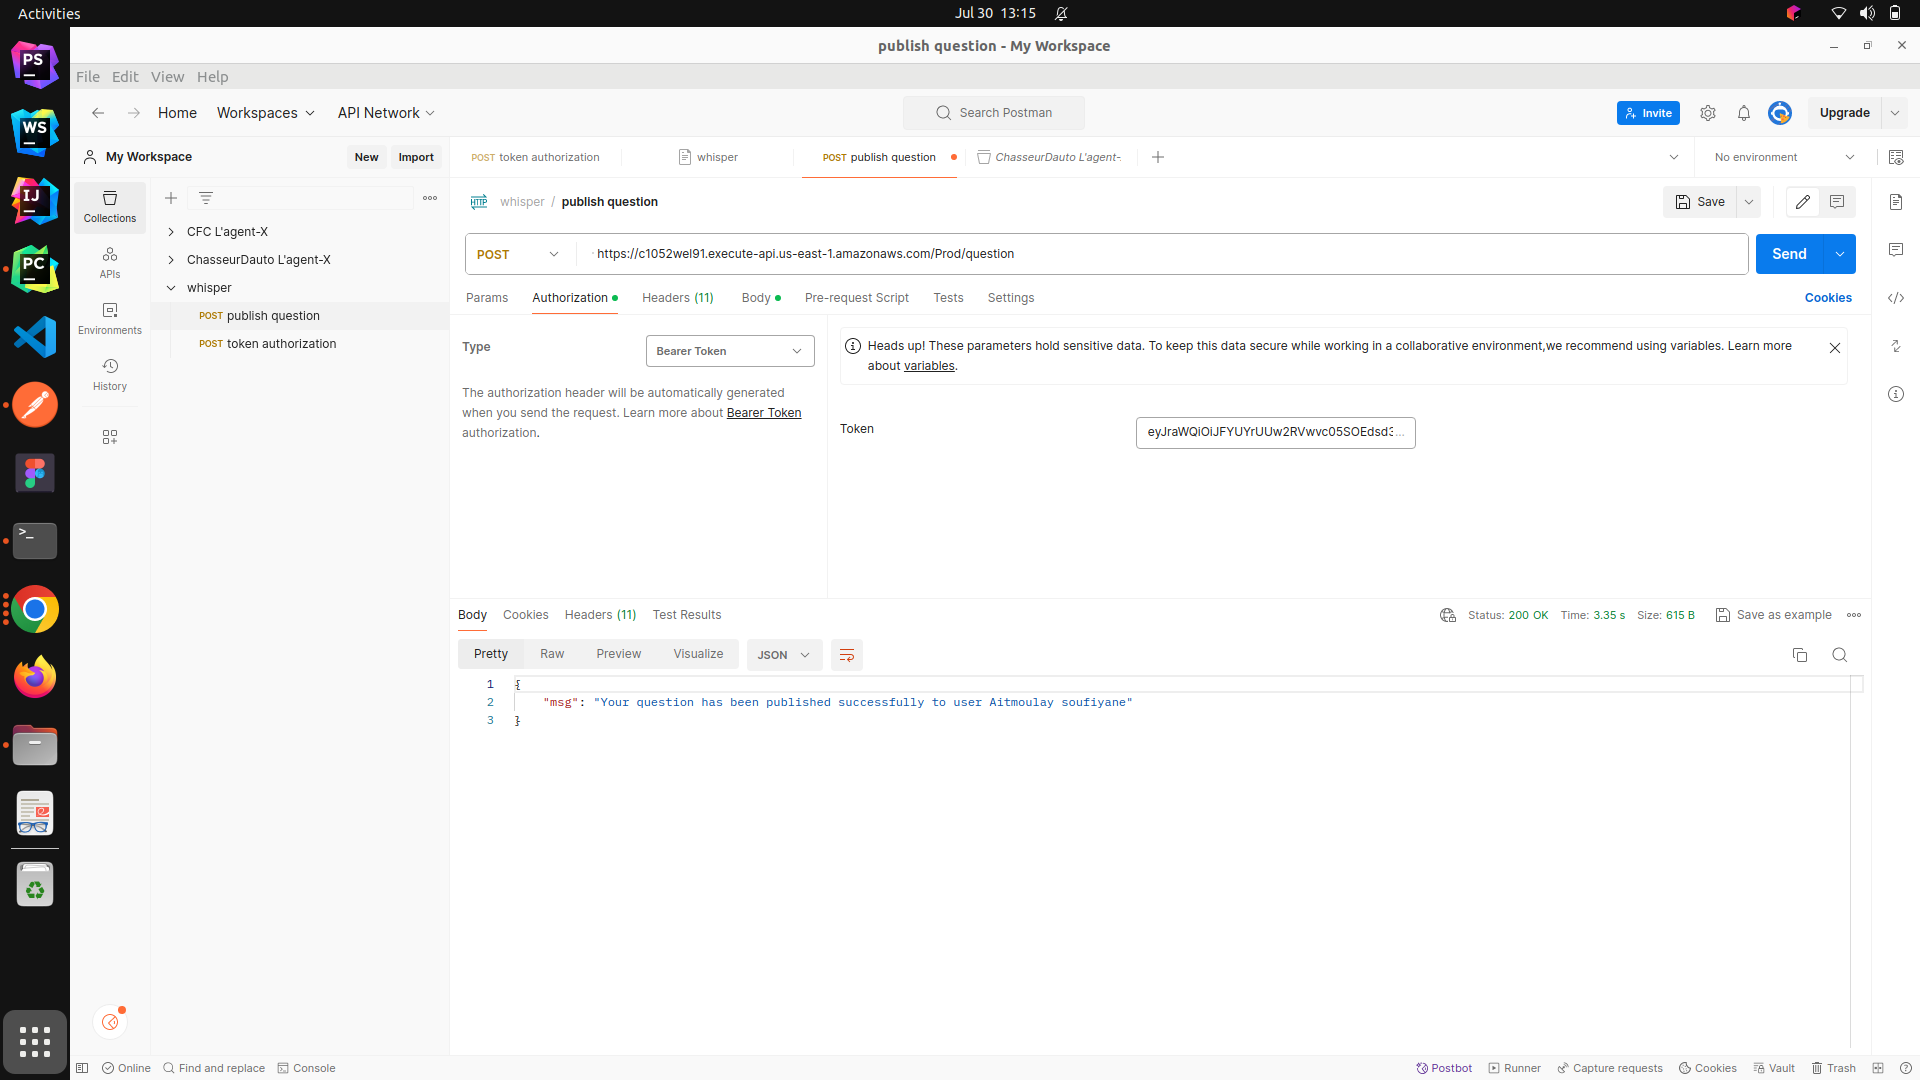 Activities
Jul 30 13:15
publish question - My Workspace
File Edit View Help
Home Workspaces API Network
Search Postman
Invite
Upgrade
My Workspace
New
Import
POST token authorization
whisper
POST publish question
ChasseurDauto L'agent-
No environment
PS
WS
IJ
PC
>_
Collections
APIs
Environments
History
CFC L'agent-X
ChasseurDauto L'agent-X
whisper
POST publish question
POST token authorization
HTTP
whisper / publish question
Save
POST
https://c1052wel91.execute-api.us-east-1.amazonaws.com/Prod/question
Send
Params Authorization Headers (11) Body Pre-request Script Tests Settings
Cookies
Type
Bearer Token
The authorization header will be automatically generated
when you send the request. Learn more about Bearer Token
authorization.
Heads up! These parameters hold sensitive data. To keep this data secure while working in a collaborative environment,we recommend using variables. Learn more
about variables.
Token
eyJraWQiOiJFYUYrUUw2RVwvc05SOEdsd3...
Body Cookies Headers (11) Test Results
Status: 200 OK Time: 3.35 s Size: 615 B
Save as example
Pretty Raw Preview Visualize
JSON
1 {
2 "msg": "Your question has been published successfully to user Aitmoulay soufiyane"
3 }
Online Find and replace Console
Postbot Runner Capture requests Cookies Vault Trash